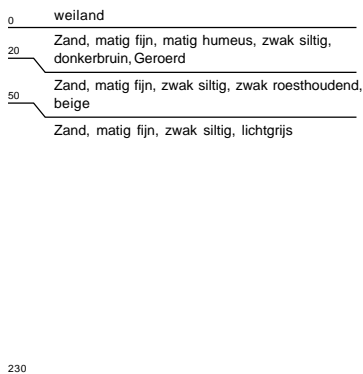 0 weiland
Zand, matig fijn, matig humeus, zwak siltig,
20 donkerbruin, Geroerd
Zand, matig fijn, zwak siltig, zwak roesthoudend,
50 beige
Zand, matig fijn, zwak siltig, lichtgrijs
230